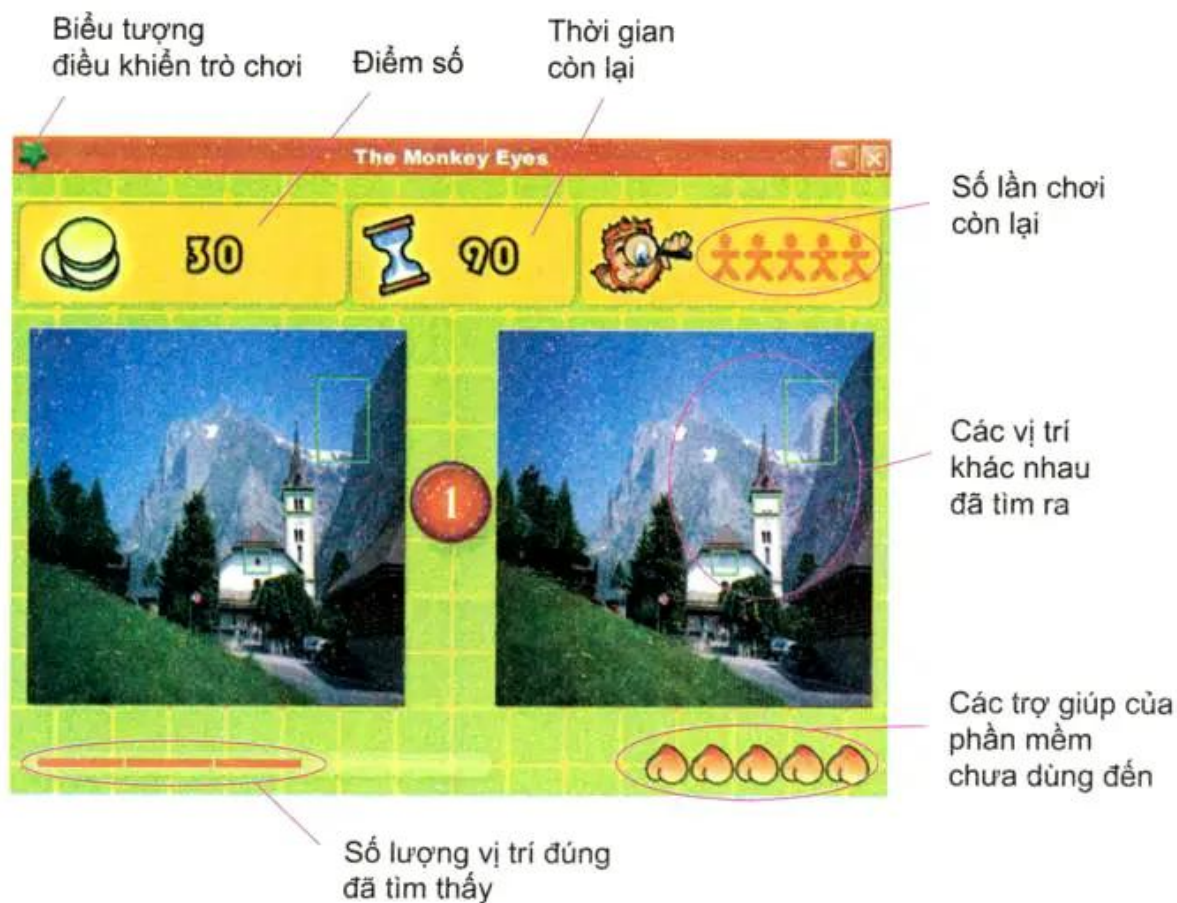 Biểu tượng
điều khiển trò chơi
Điểm số
Thời gian
còn lại
The Monkey Eyes
Số lần chơi
còn lại
30
90
1
Các vị trí
khác nhau
đã tìm ra
Các trợ giúp của
phần mềm
chưa dùng đến
Số lượng vị trí đúng
đã tìm thấy